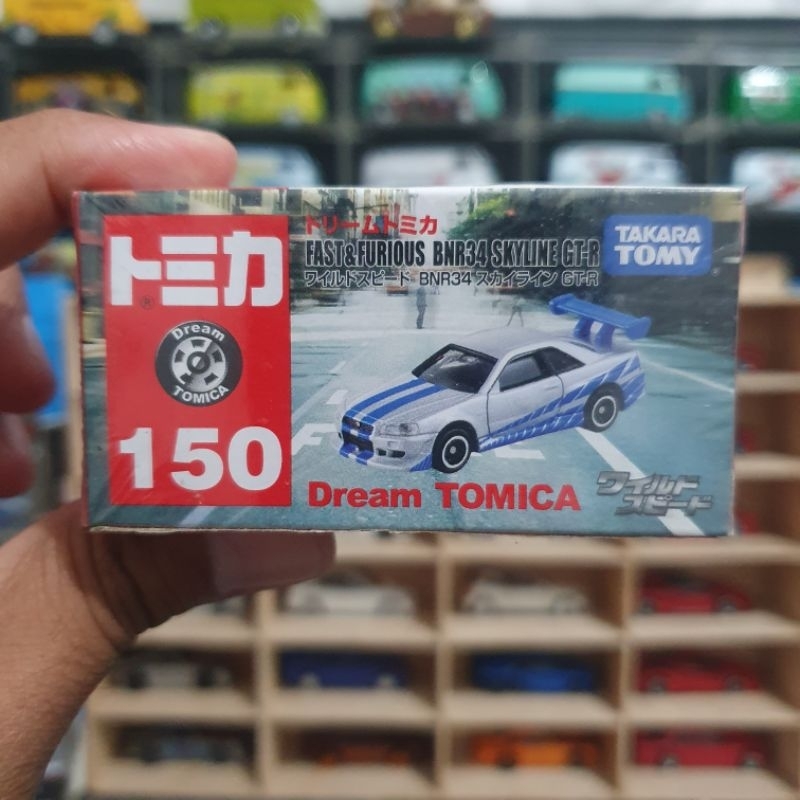 トミカ
®
Dream
TOMICA
150
ドリームトミカ
FAST&FURIOUS BNR34 SKYLINE GT-R
ワイルドスピード BNR34 スカイライン GT-R
TAKARA
TOMY
Dream TOMICA
ワイルド
スピード